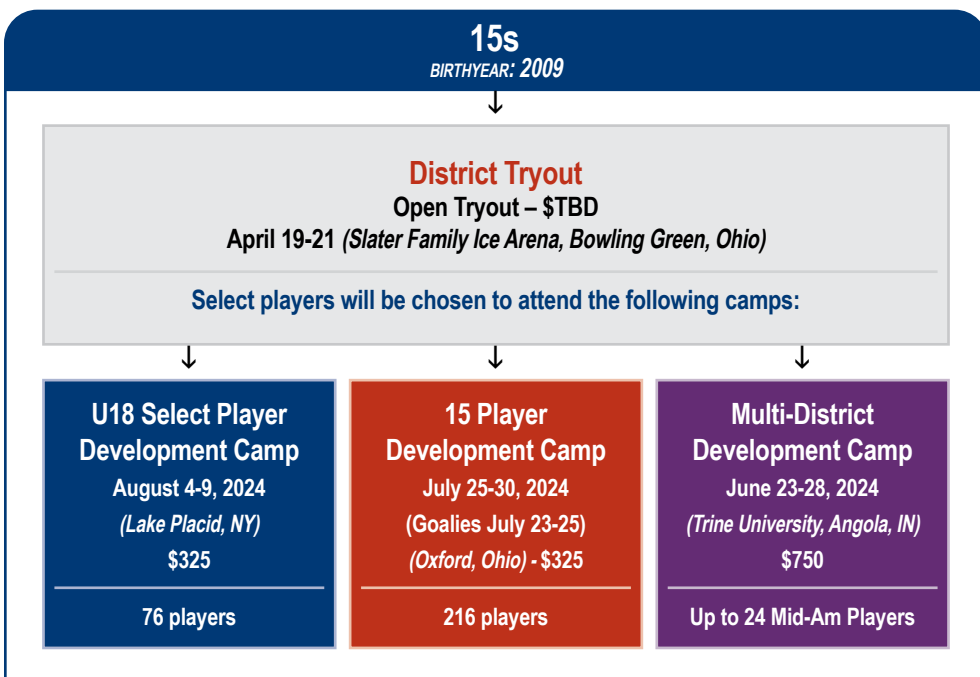 15s
BIRTHYEAR: 2009
District Tryout
Open Tryout – $TBD
April 19-21 (Slater Family Ice Arena, Bowling Green, Ohio)
Select players will be chosen to attend the following camps:
U18 Select Player
Development Camp
August 4-9, 2024
(Lake Placid, NY)
$325
76 players
15 Player
Development Camp
July 25-30, 2024
(Goalies July 23-25)
(Oxford, Ohio) - $325
216 players
Multi-District
Development Camp
June 23-28, 2024
(Trine University, Angola, IN)
$750
Up to 24 Mid-Am Players